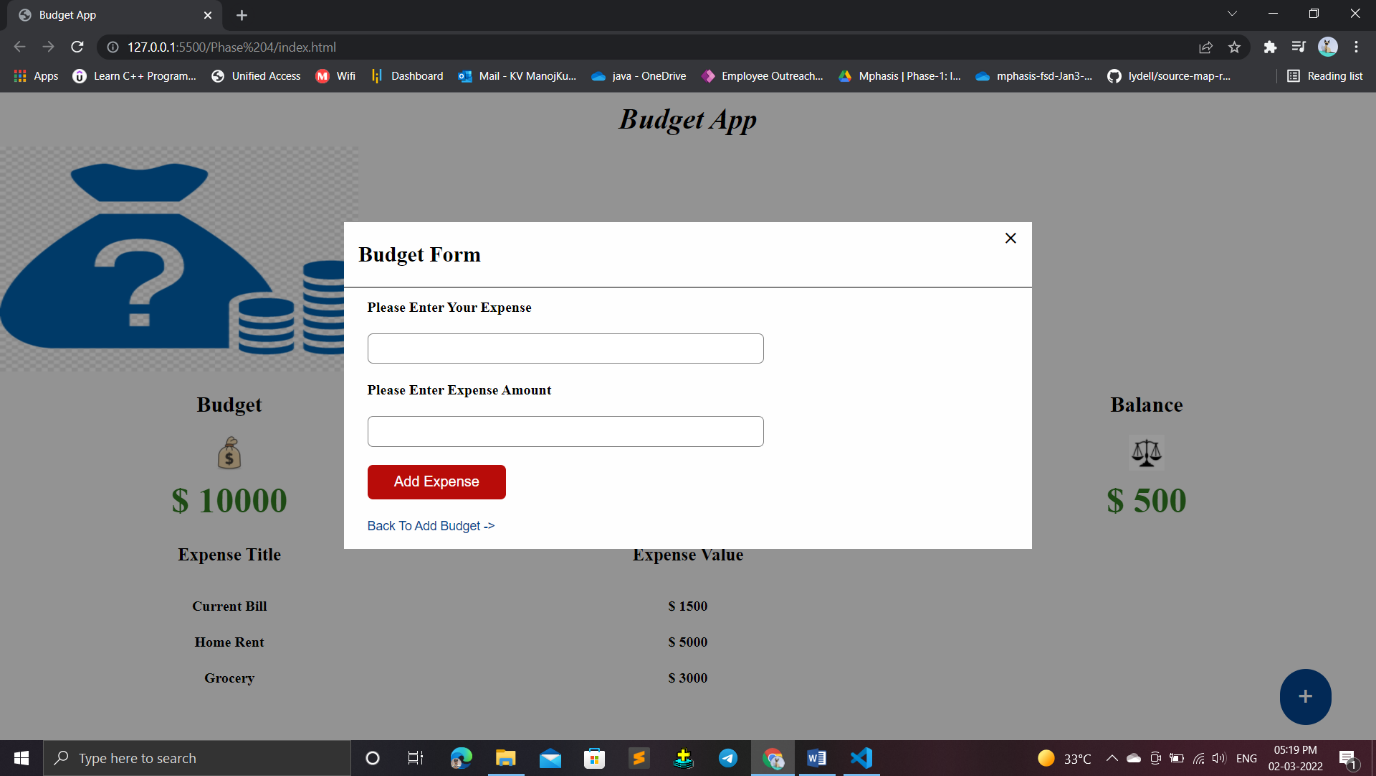 Budget App
127.0.0.1:5500/Phase%204/index.html
Apps
Learn C++ Program...
Unified Access
Wifi
Dashboard
Mail - KV ManojKu...
java - OneDrive
Employee Outreach...
Mphasis | Phase-1: I...
mphasis-fsd-Jan3-...
lydell/source-map-r...
Reading list
Budget App
?
Budget Form
Please Enter Your Expense
Please Enter Expense Amount
Add Expense
Back To Add Budget ->
Budget
Balance
$
$ 10000
$ 500
Expense Title
Expense Value
Current Bill
$ 1500
Home Rent
$ 5000
Grocery
$ 3000
+
Type here to search
33°C
ENG
05:19 PM
02-03-2022
1